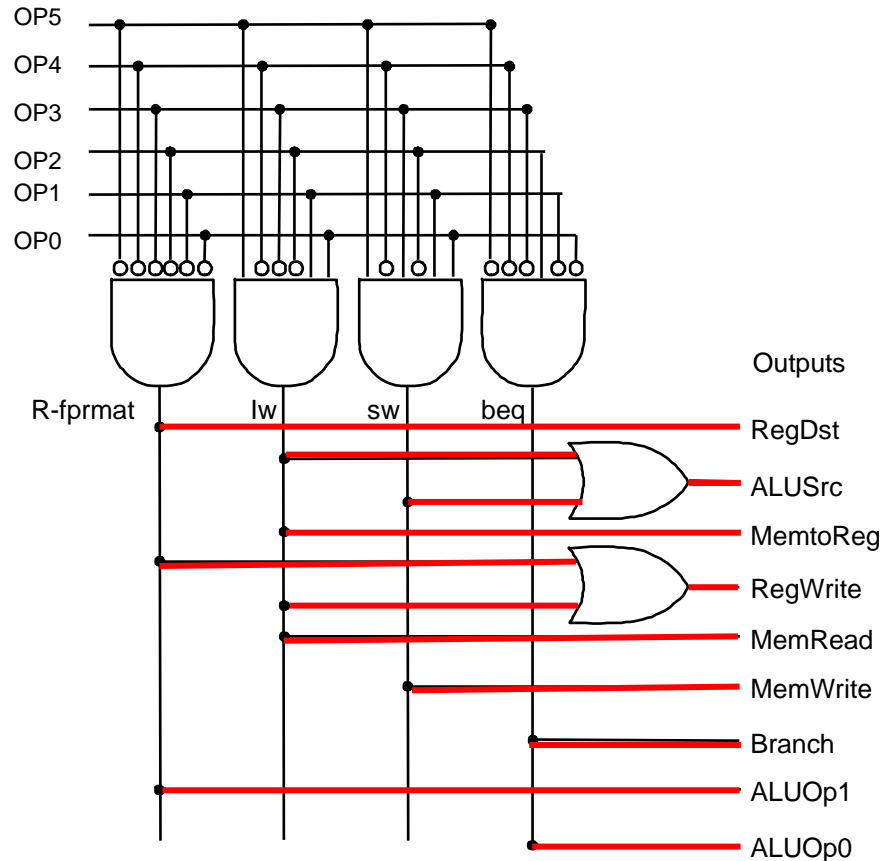 OP5
OP4
OP3
OP2
OP1
OP0
Outputs
R-fprmat
lw
sw
beq
RegDst
ALUSrc
MemtoReg
RegWrite
MemRead
MemWrite
Branch
ALUOp1
ALUOp0